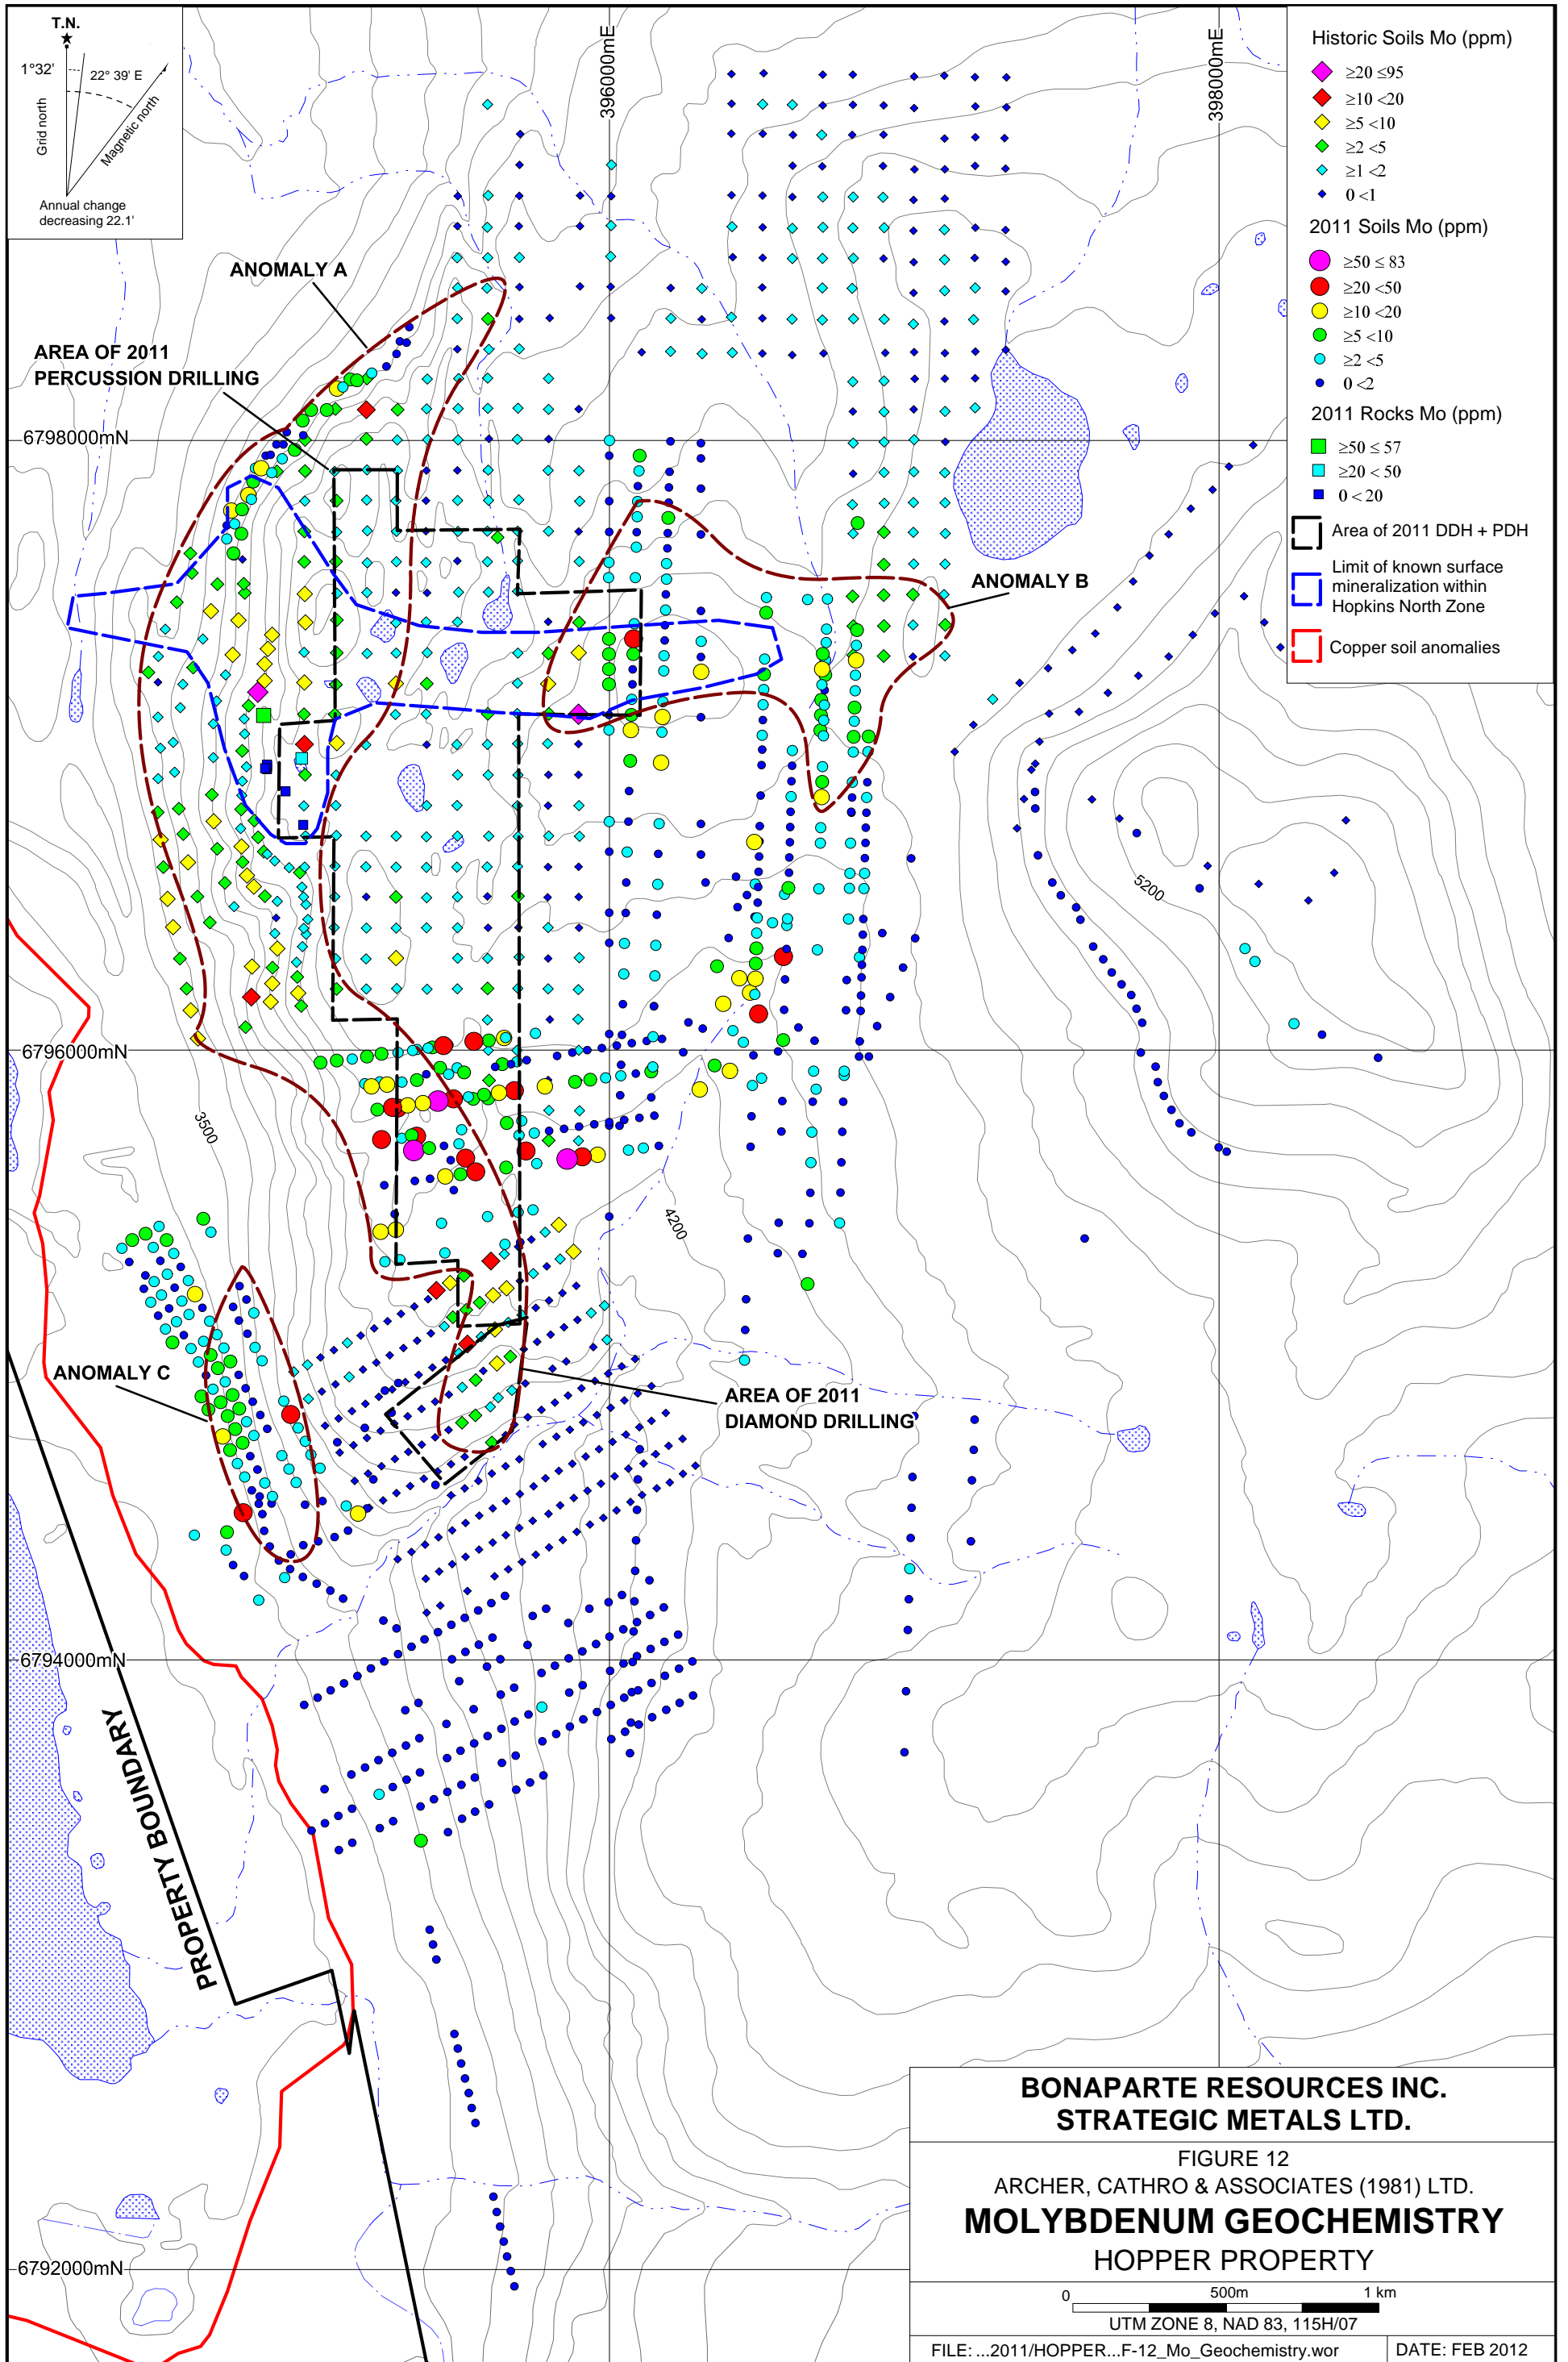 T.N.
1°32'
22° 39' E
Grid north
Magnetic north
Annual change
decreasing 22.1'
396000mE
398000mE
Historic Soils Mo (ppm)
≥20 ≤95
≥10 <20
≥5 <10
≥2 <5
≥1 <2
0 <1
2011 Soils Mo (ppm)
≥50 ≤ 83
≥20 <50
≥10 <20
≥5 <10
≥2 <5
0 <2
2011 Rocks Mo (ppm)
≥50 ≤ 57
≥20 < 50
0 < 20
Area of 2011 DDH + PDH
Limit of known surface
mineralization within
Hopkins North Zone
Copper soil anomalies
ANOMALY A
AREA OF 2011
PERCUSSION DRILLING
6798000mN
ANOMALY B
5200
6796000mN
3500
4200
ANOMALY C
AREA OF 2011
DIAMOND DRILLING
6794000mN
PROPERTY BOUNDARY
6792000mN
BONAPARTE RESOURCES INC.
STRATEGIC METALS LTD.
FIGURE 12
ARCHER, CATHRO & ASSOCIATES (1981) LTD.
MOLYBDENUM GEOCHEMISTRY
HOPPER PROPERTY
0 500m 1 km
UTM ZONE 8, NAD 83, 115H/07
FILE: ...2011/HOPPER...F-12_Mo_Geochemistry.wor
DATE: FEB 2012